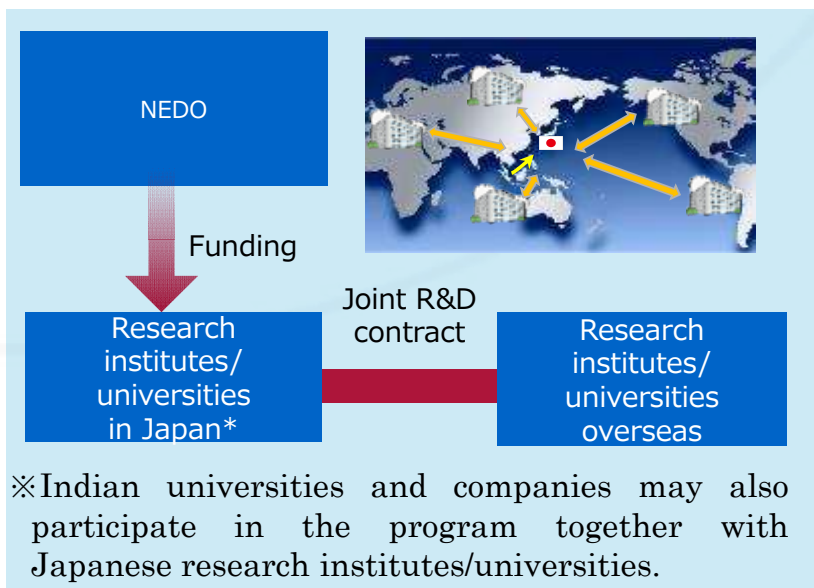 NEDO
Funding
Joint R&D
contract
Research
institutes/
universities
in Japan*
Research
institutes/
universities
overseas
※Indian universities and companies may also
participate in the program together with
Japanese research institutes/universities.